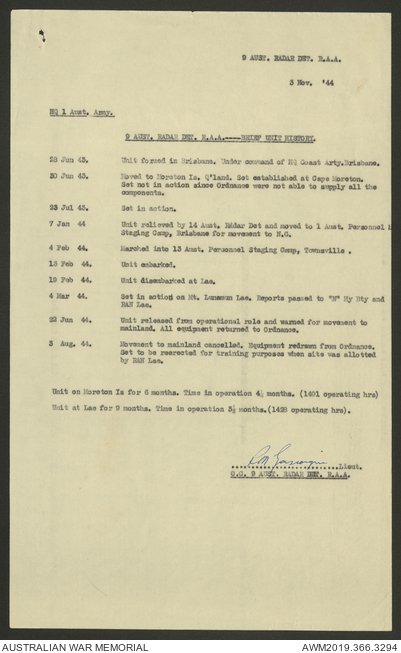 9 AUST. RADAR DET. R.A.A.
3 Nov. '44
HQ 1 Aust. Army.
9 AUST. RADAR DET. R.A.A.----BRIEF UNIT HISTORY.
28 Jun 43. Unit formed in Brisbane. Under command of HQ Coast Arty.Brisbane.
30 Jun 43. Moved to Moreton Is. Q'land. Set established at Cape Moreton.
Set not in action since Ordnance were not able to supply all the
components.
23 Jul 43. Set in action.
7 Jan 44 Unit relieved by 14 Aust. Radar Det and moved to 1 Aust. Personnel
Staging Camp, Brisbane for movement to N.G.
4 Feb 44. Marched into 13 Aust. Personnel Staging Camp, Townsville .
13 Feb 44. Unit embarked.
19 Feb 44. Unit disembarked at Lae.
4 Mar 44. Set in action on Mt. Lunaman Lae. Reports passed to "N" Hy Bty and
RAN Lae.
22 Jun 44. Unit released from operational role and warned for movement to
mainland. All equipment returned to Ordnance.
3 Aug. 44. Movement to mainland cancelled. Equipment redrawn from Ordnance.
Set to be reerected for training purposes when site was allotted
by RAN Lae.
Unit on Moreton Is for 6 months. Time in operation 4½ months. (1491 operating hrs)
Unit at Lae for 9 months. Time in operation 3½ months.(1428 operating hrs).
Lieut.
O.C. 9 AUST. RADAR DET. R.A.A.
AUSTRALIAN WAR MEMORIAL
AWM2019.366.3294